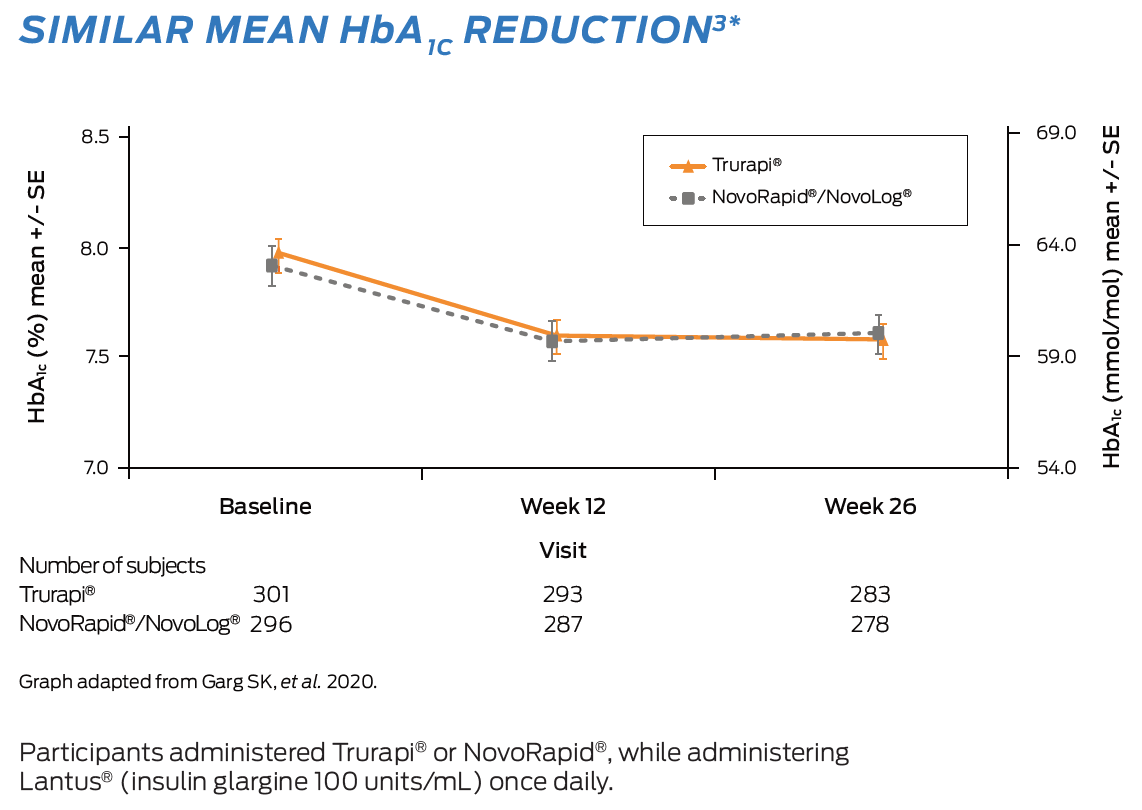 SIMILAR MEAN HbA1C REDUCTION3*
8.5
8.0
7.5
7.0
HbA1c (%) mean +/- SE
Trurapi®
NovoRapid®/NovoLog®
69.0
64.0
59.0
54.0
HbA1c (mmol/mol) mean +/- SE
Baseline Week 12 Week 26
Visit
Number of subjects
Trurapi® 301 293 283
NovoRapid®/NovoLog® 296 287 278
Graph adapted from Garg SK, et al. 2020.
Participants administered Trurapi® or NovoRapid®, while administering
Lantus® (insulin glargine 100 units/mL) once daily.